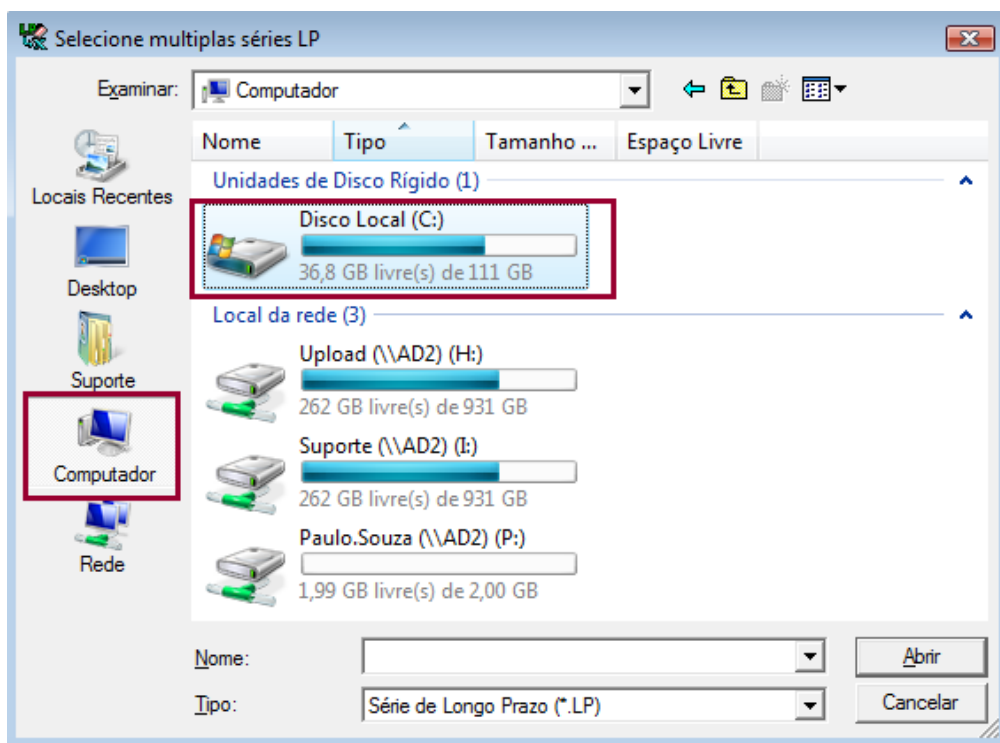 Selecione multiplas séries LP
Examinar: Computador
Nome Tipo Tamanho ... Espaço Livre
Locais Recentes
Desktop
Suporte
Computador
Rede
Unidades de Disco Rígido (1)
Disco Local (C:)
36,8 GB livre(s) de 111 GB
Local da rede (3)
Upload (\\AD2) (H:)
262 GB livre(s) de 931 GB
Suporte (\\AD2) (I:)
262 GB livre(s) de 931 GB
Paulo.Souza (\\AD2) (P:)
1,99 GB livre(s) de 2,00 GB
Nome: Abrir
Tipo: Série de Longo Prazo (*.LP) Cancelar